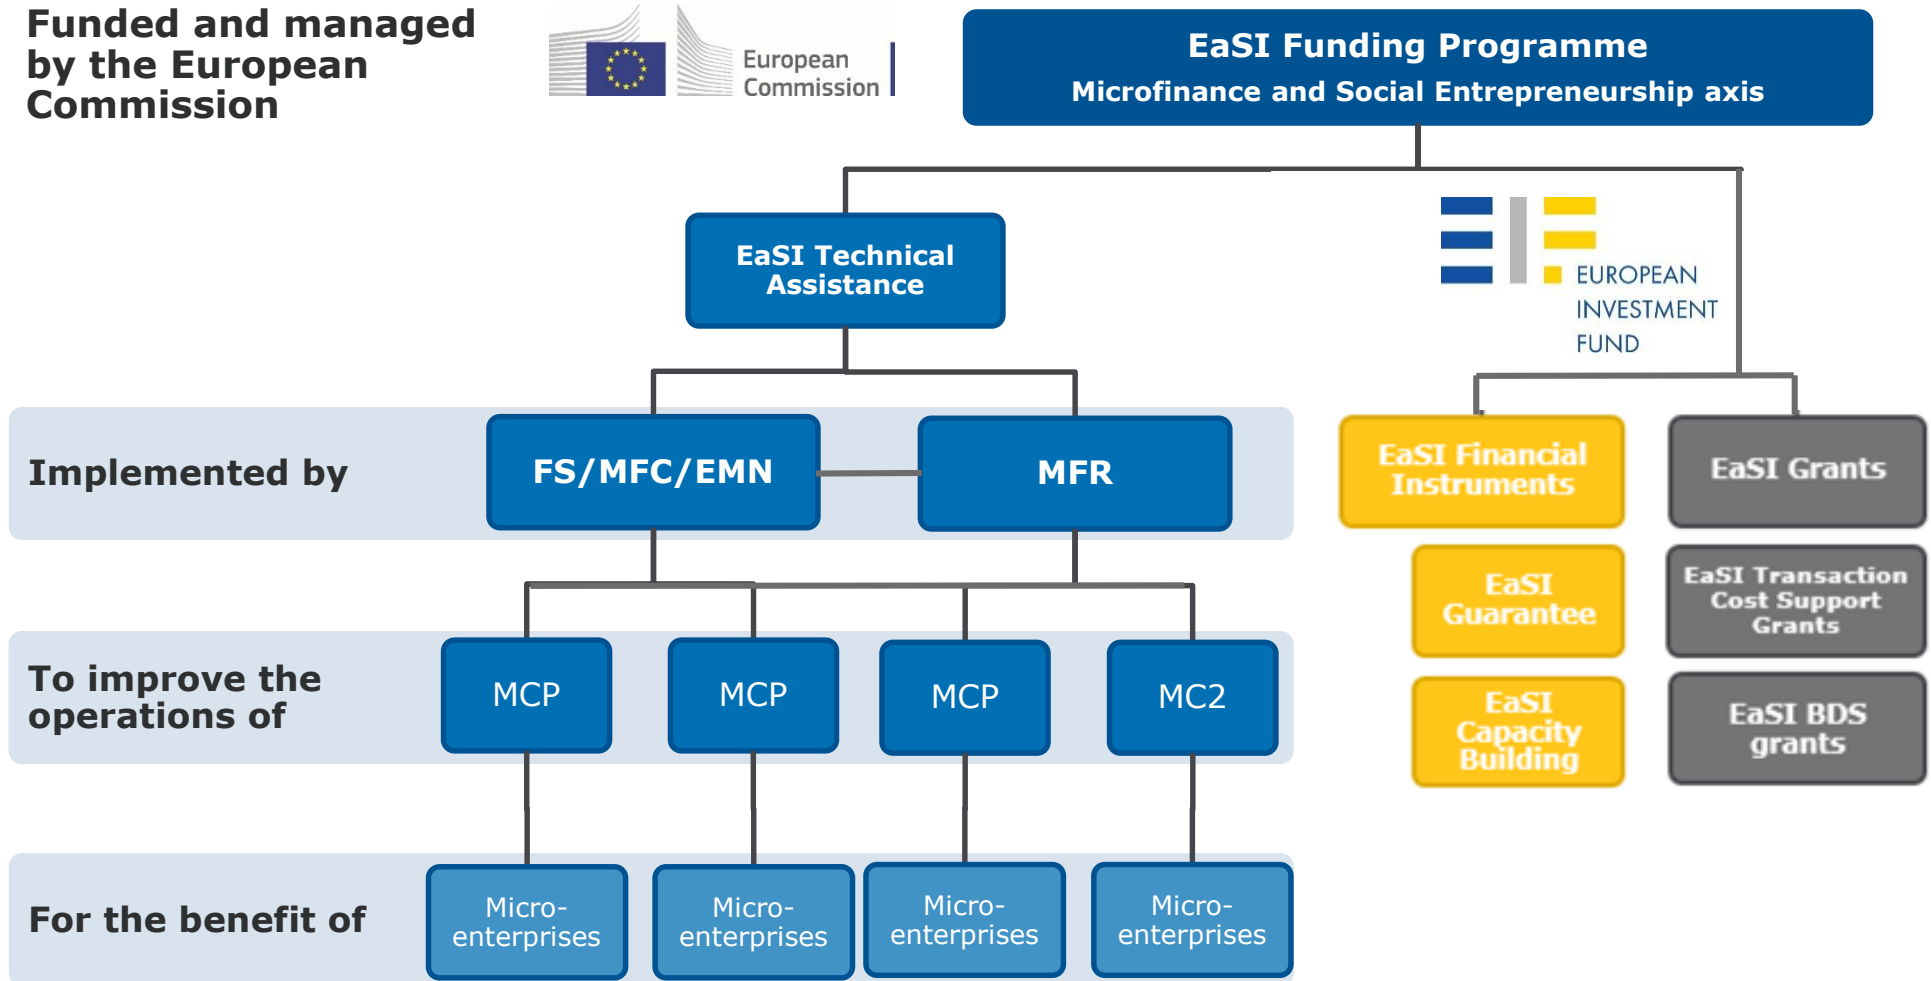 Funded and managed
by the European
Commission
European
Commission
EaSI Funding Programme
Microfinance and Social Entrepreneurship axis
EaSI Technical
Assistance
EUROPEAN
INVESTMENT
FUND
Implemented by
FS/MFC/EMN
MFR
EaSI Financial
Instruments
EaSI Grants
EaSI
Guarantee
EaSI Transaction
Cost Support
Grants
To improve the
operations of
MCP
MCP
MCP
MC2
EaSI
Capacity
Building
EaSI BDS
grants
For the benefit of
Micro-
enterprises
Micro-
enterprises
Micro-
enterprises
Micro-
enterprises